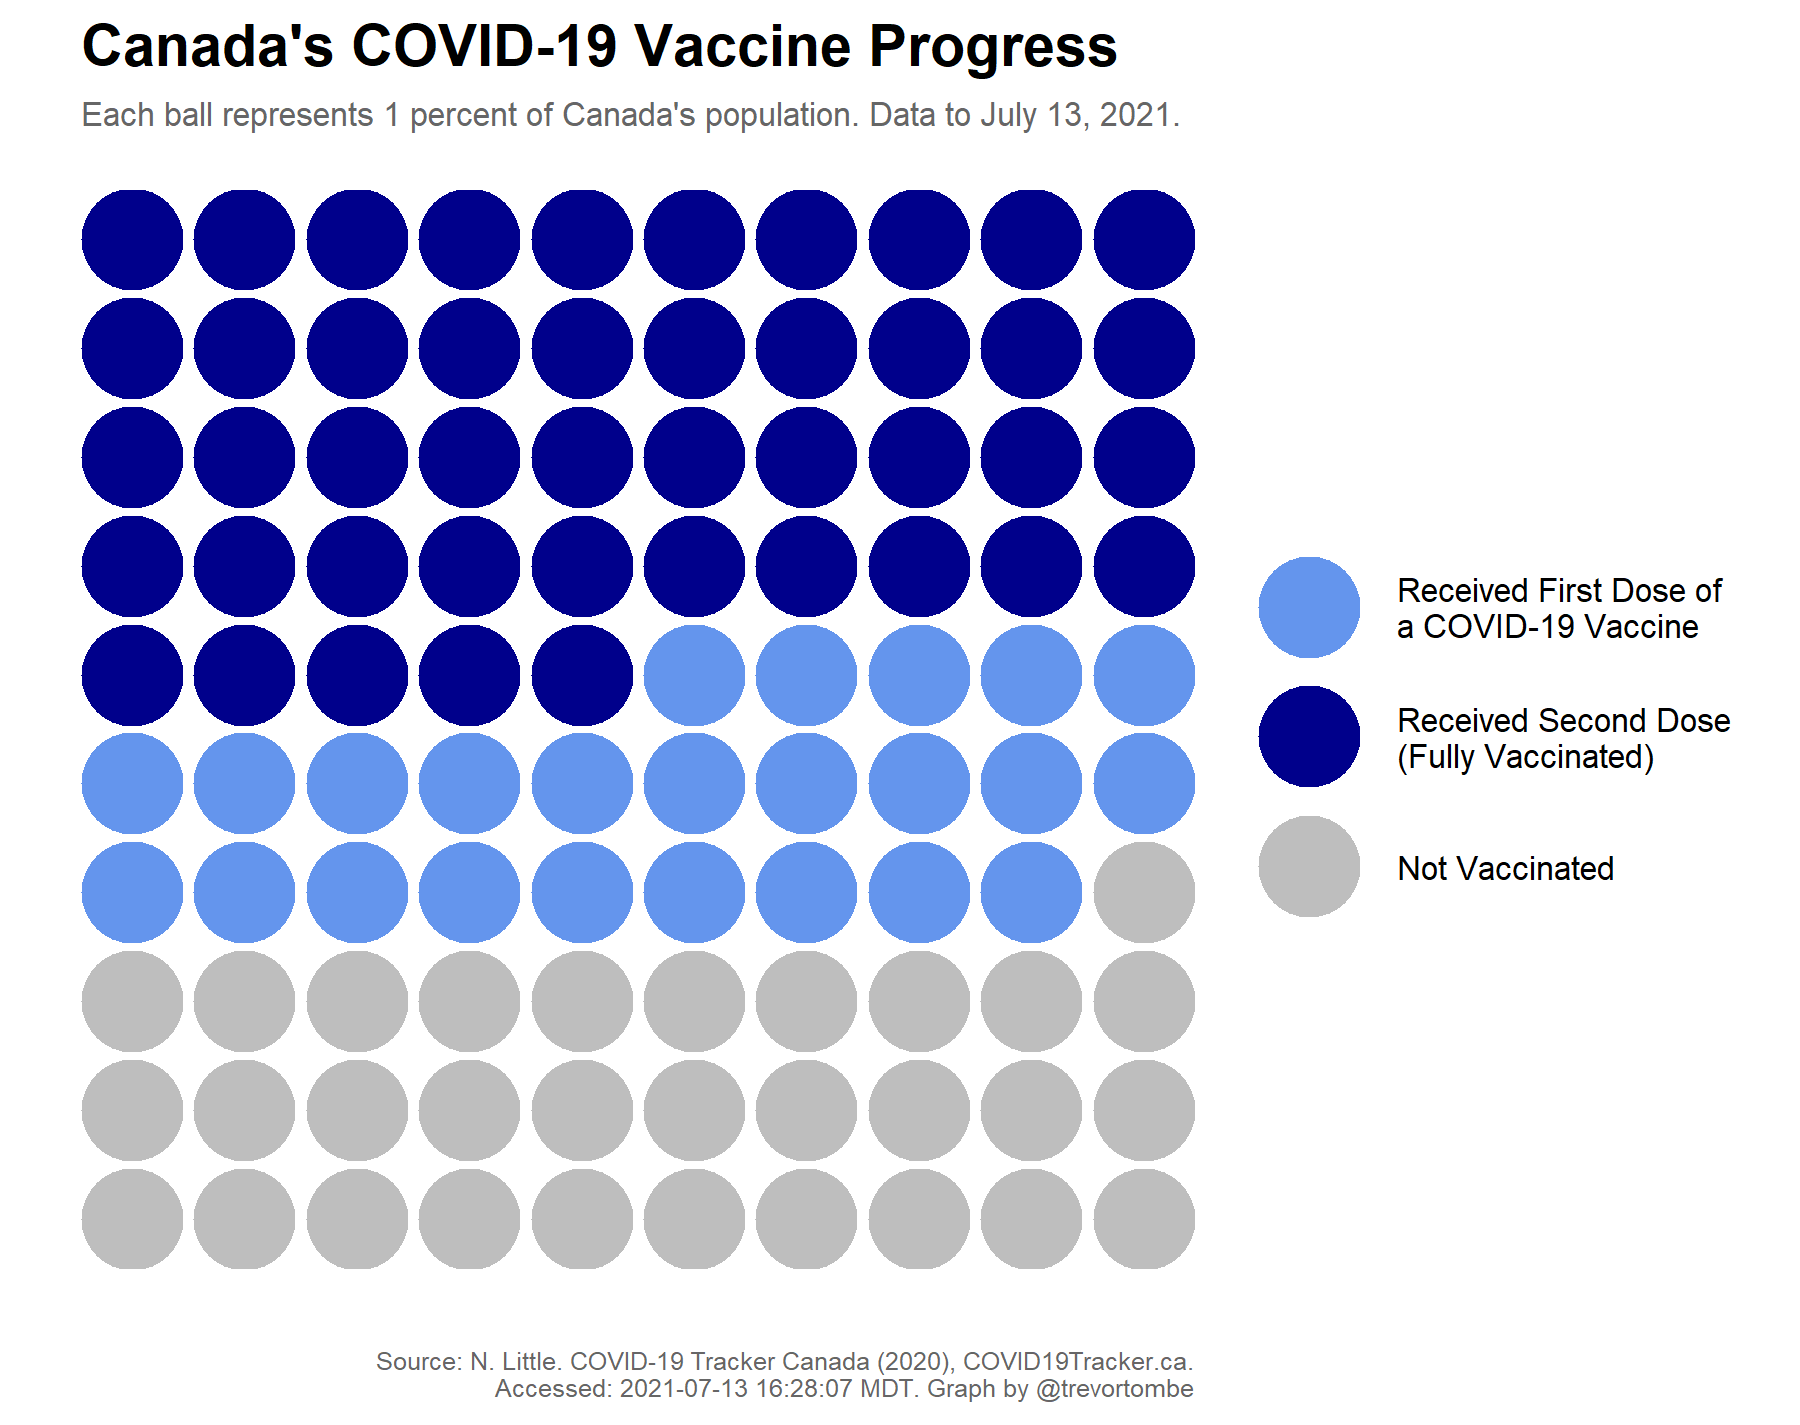 Canada's COVID-19 Vaccine Progress
Each ball represents 1 percent of Canada's population. Data to July 13, 2021.
Received First Dose of
a COVID-19 Vaccine
Received Second Dose
(Fully Vaccinated)
Not Vaccinated
Source: N. Little. COVID-19 Tracker Canada (2020), COVID19Tracker.ca.
Accessed: 2021-07-13 16:28:07 MDT. Graph by @trevortombe